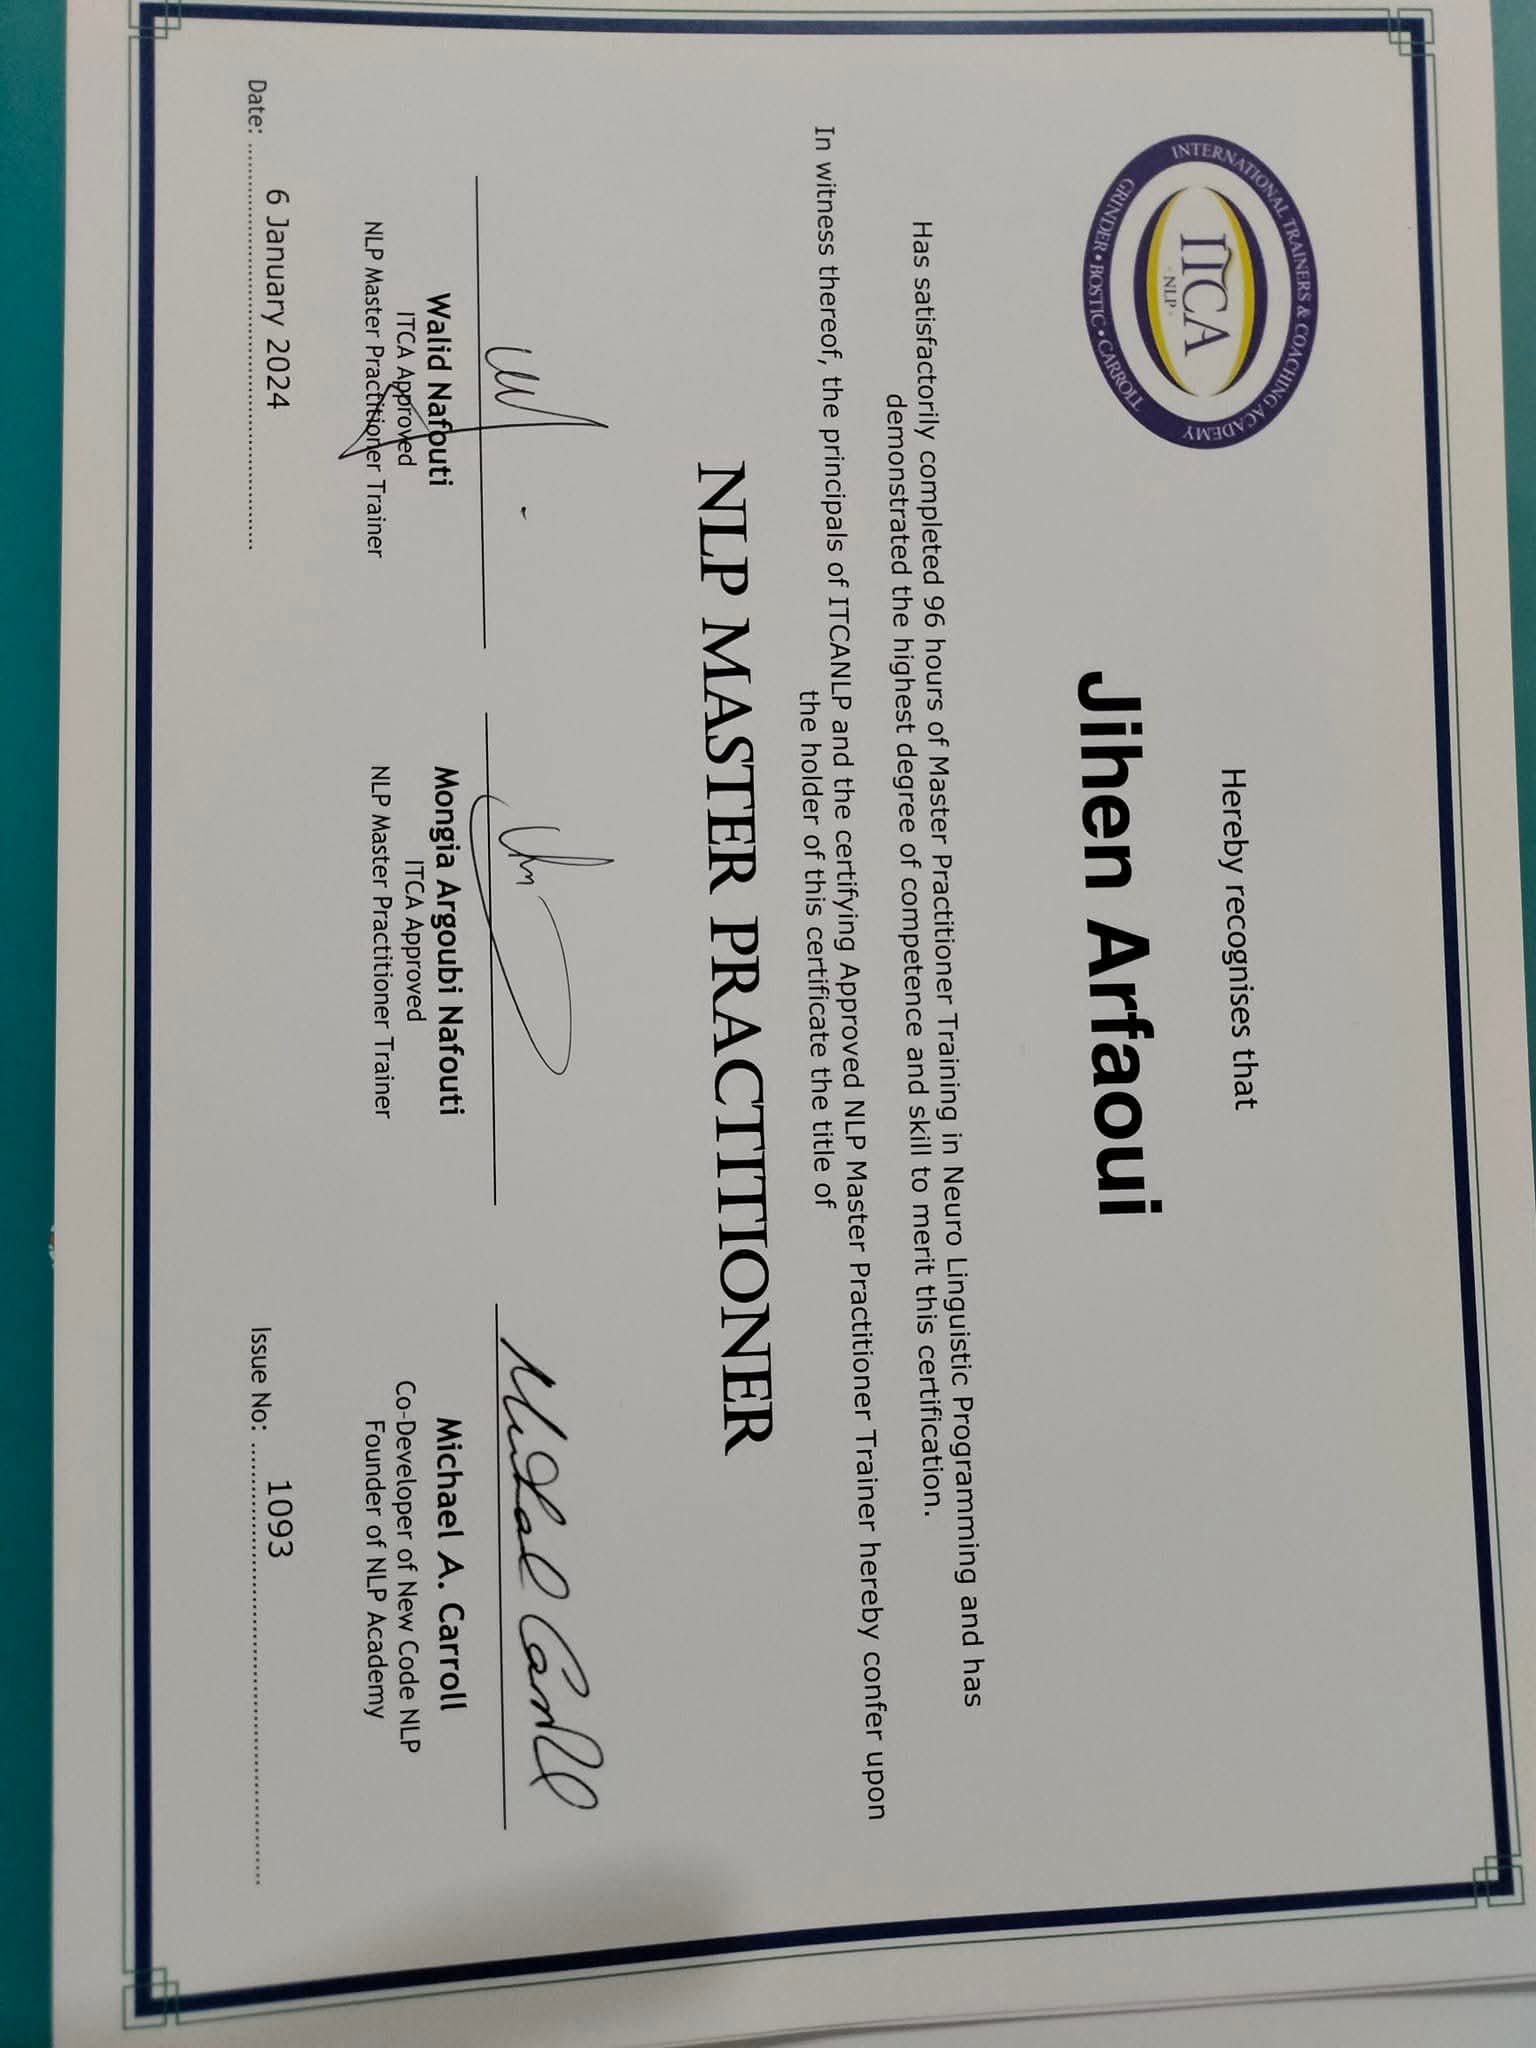 INTERNATIONAL TRAINERS & COACHING ACADEMY
ITCA
- NLP -
GRINDER • BOSTIC • CARROLL
Hereby recognises that
Jihen Arfaoui
Has satisfactorily completed 96 hours of Master Practitioner Training in Neuro Linguistic Programming and has
demonstrated the highest degree of competence and skill to merit this certification.
In witness thereof, the principals of ITCANLP and the certifying Approved NLP Master Practitioner Trainer hereby confer upon
the holder of this certificate the title of
NLP MASTER PRACTITIONER
Michael Carroll
Walid Nafouti
ITCA Approved
NLP Master Practitioner Trainer
Mongia Argoubi Nafouti
ITCA Approved
NLP Master Practitioner Trainer
Michael A. Carroll
Co-Developer of New Code NLP
Founder of NLP Academy
Date: 6 January 2024
Issue No: 1093